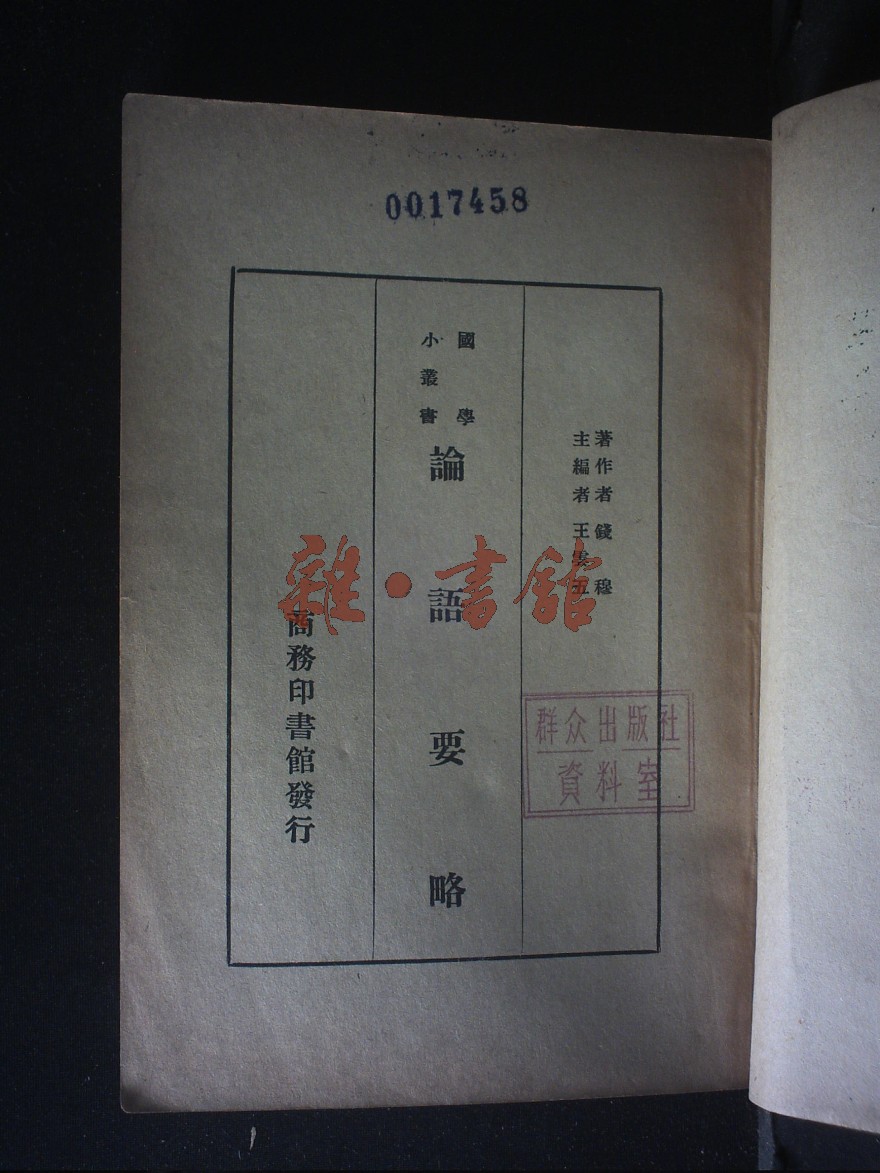 0017458
著作者 錢穆
主編者 王雲五
國學
小叢書
論語要略
商務印書館發行
雜·書館
群众出版社
資料室